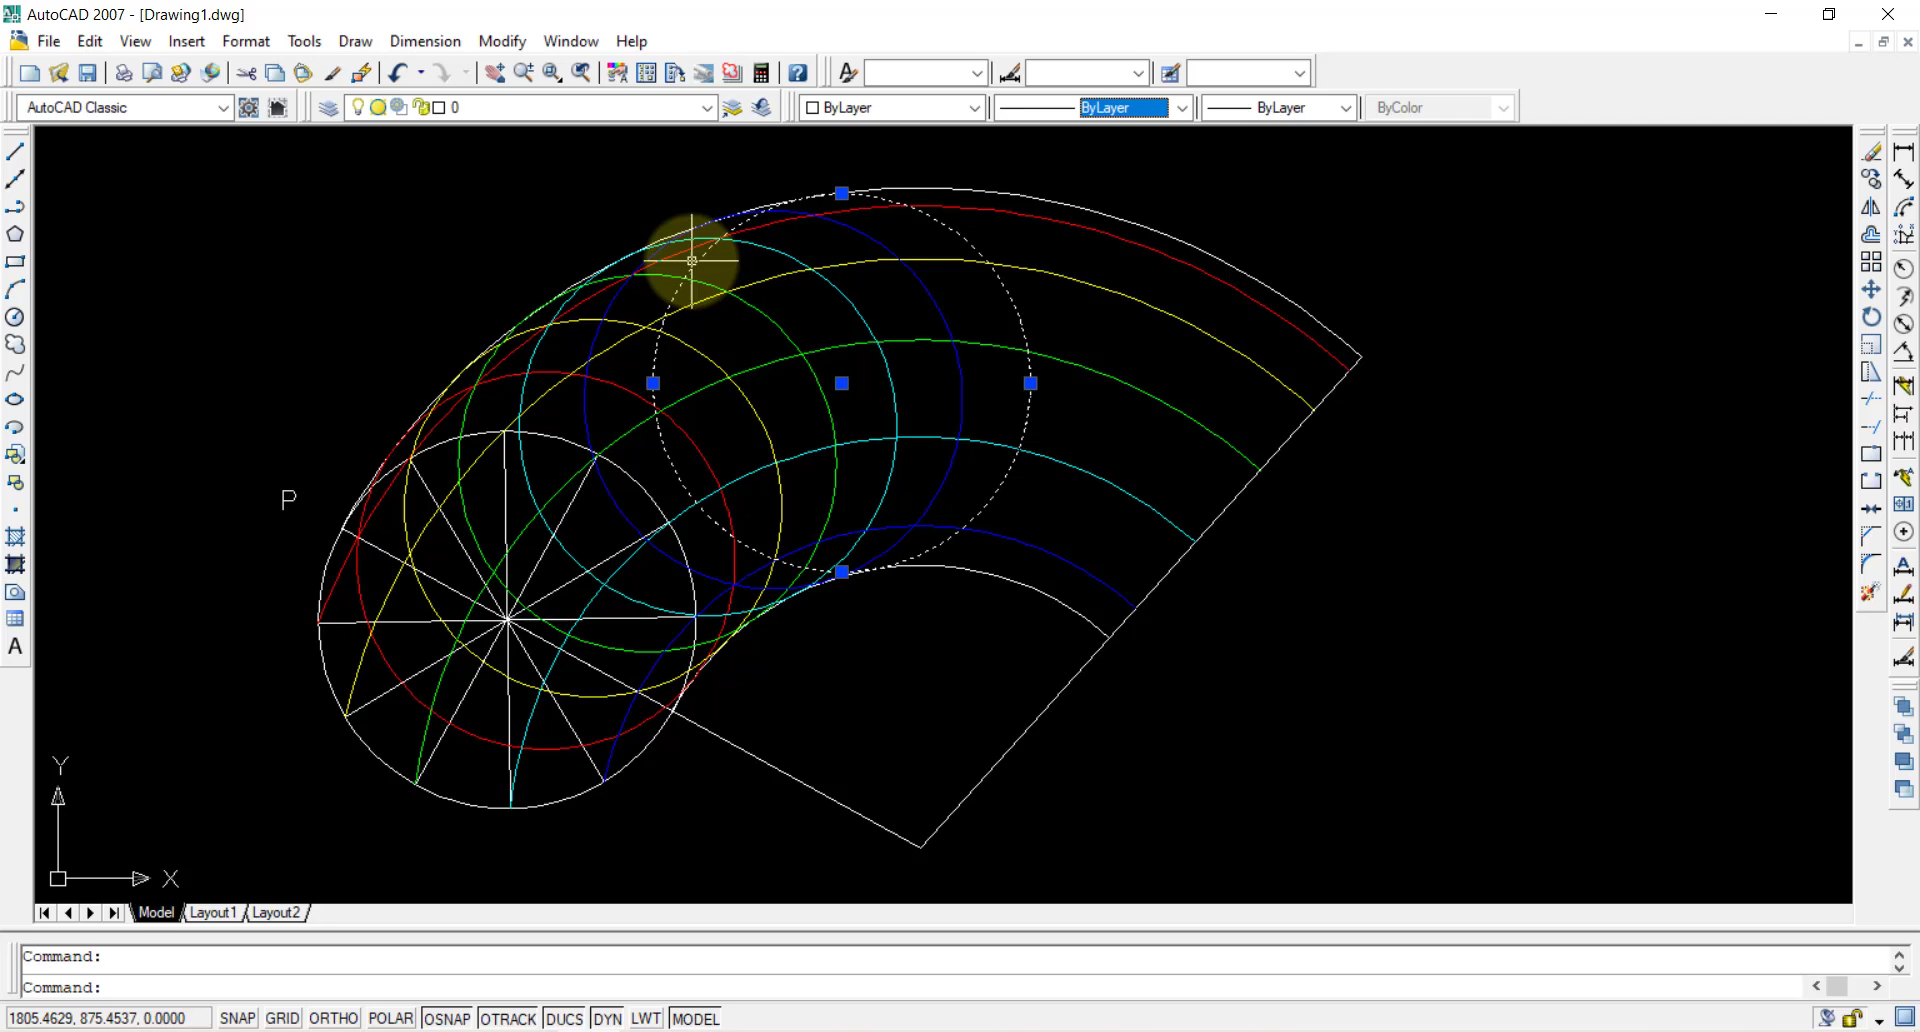 AutoCAD 2007 - [Drawing1.dwg]
File Edit View Insert Format Tools Draw Dimension Modify Window Help
AutoCAD Classic 0 ByLayer ByLayer ByLayer ByColor
P
Y
X
Model Layout1 Layout2
Command:
Command:
1805.4629, 875.4537, 0.0000 SNAP GRID ORTHO POLAR OSNAP OTRACK DUCS DYN LWT MODEL